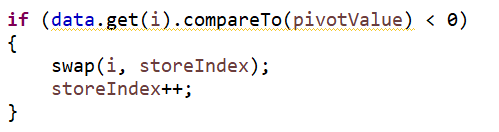 if (data.get(i).compareTo(pivotValue) < 0)
{
    swap(i, storeIndex);
    storeIndex++;
}